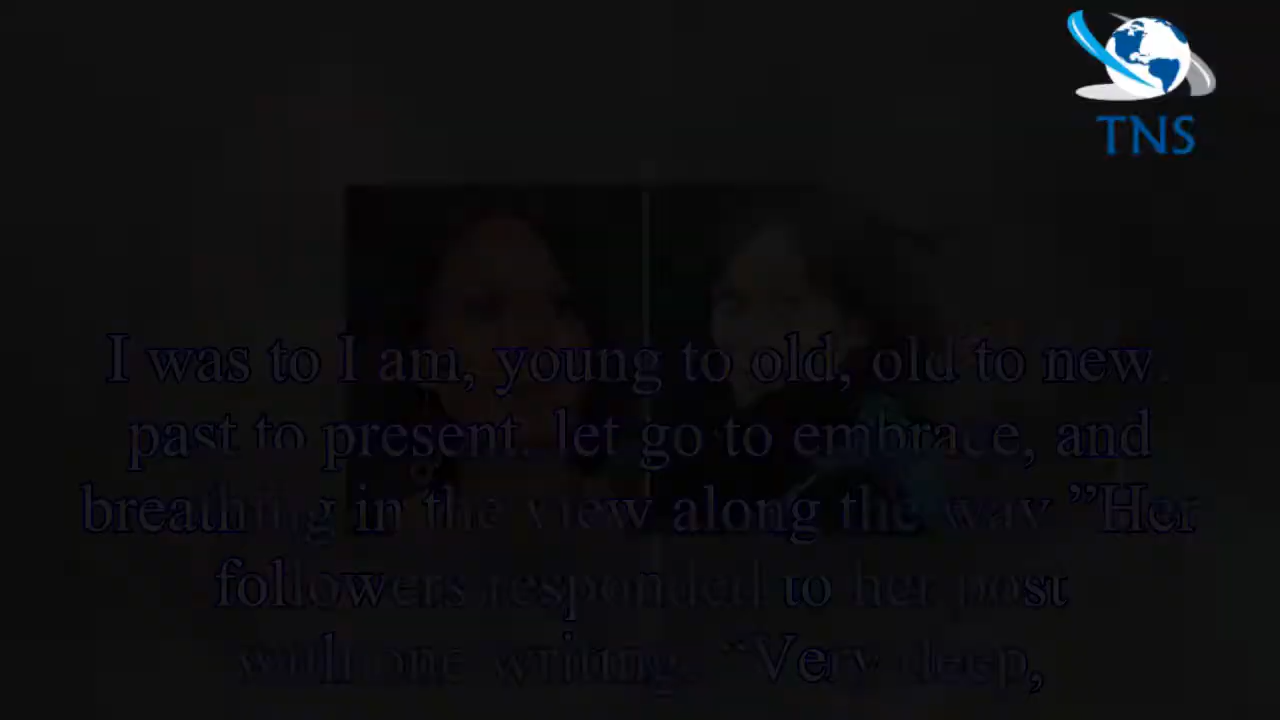 TNS
I was to I am, young to old, old to new,
past to present, let go to embrace, and
breathing in the view along the way.”Her
followers responded to her post
with one writing, “Very deep,